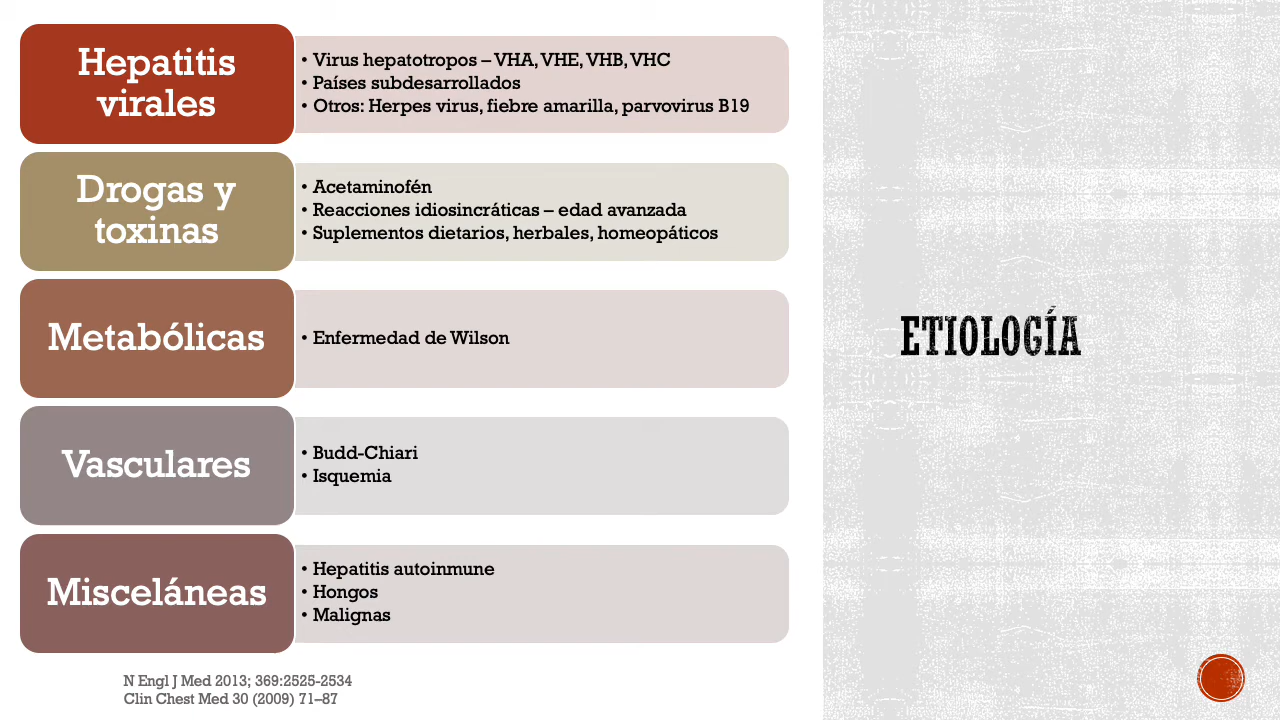 Hepatitis
virales
• Virus hepatotropos – VHA, VHE, VHB, VHC
• Países subdesarrollados
• Otros: Herpes virus, fiebre amarilla, parvovirus B19
Drogas y
toxinas
• Acetaminofén
• Reacciones idiosincráticas – edad avanzada
• Suplementos dietarios, herbales, homeopáticos
Metabólicas
• Enfermedad de Wilson
Vasculares
• Budd-Chiari
• Isquemia
Misceláneas
• Hepatitis autoinmune
• Hongos
• Malignas
N Engl J Med 2013; 369:2525-2534
Clin Chest Med 30 (2009) 71–87
ETIOLOGÍA